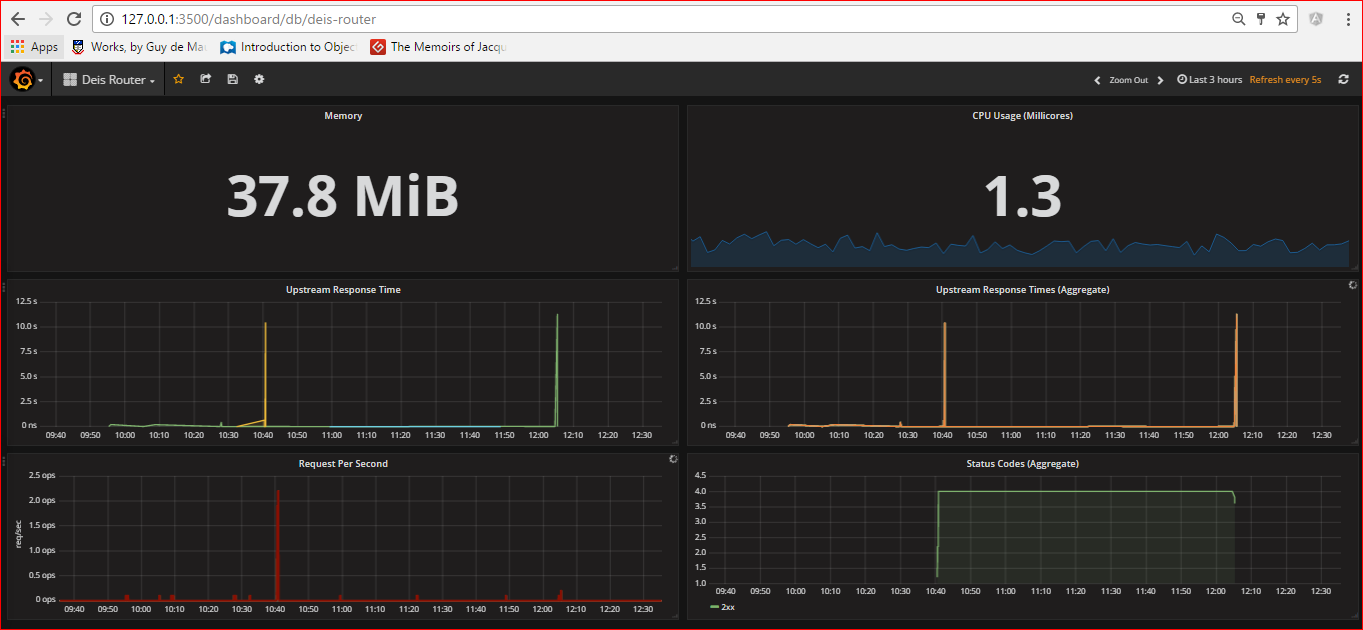 127.0.0.1:3500/dashboard/db/deis-router
Apps Works, by Guy de Mau Introduction to Objec The Memoirs of Jacqu
Deis Router Zoom Out Last 3 hours Refresh every 5s
Memory
37.8 MiB
CPU Usage (Millicores)
1.3
Upstream Response Time
12.5 s
10.0 s
7.5 s
5.0 s
2.5 s
0 ns
09:40 09:50 10:00 10:10 10:20 10:30 10:40 10:50 11:00 11:10 11:20 11:30 11:40 11:50 12:00 12:10 12:20 12:30
Upstream Response Times (Aggregate)
12.5 s
10.0 s
7.5 s
5.0 s
2.5 s
0 ns
09:40 09:50 10:00 10:10 10:20 10:30 10:40 10:50 11:00 11:10 11:20 11:30 11:40 11:50 12:00 12:10 12:20 12:30
Request Per Second
req/sec
2.5 ops
2.0 ops
1.5 ops
1.0 ops
0.5 ops
0 ops
09:40 09:50 10:00 10:10 10:20 10:30 10:40 10:50 11:00 11:10 11:20 11:30 11:40 11:50 12:00 12:10 12:20 12:30
Status Codes (Aggregate)
4.5
4.0
3.5
3.0
2.5
2.0
1.5
1.0
09:40 09:50 10:00 10:10 10:20 10:30 10:40 10:50 11:00 11:10 11:20 11:30 11:40 11:50 12:00 12:10 12:20 12:30
2xx